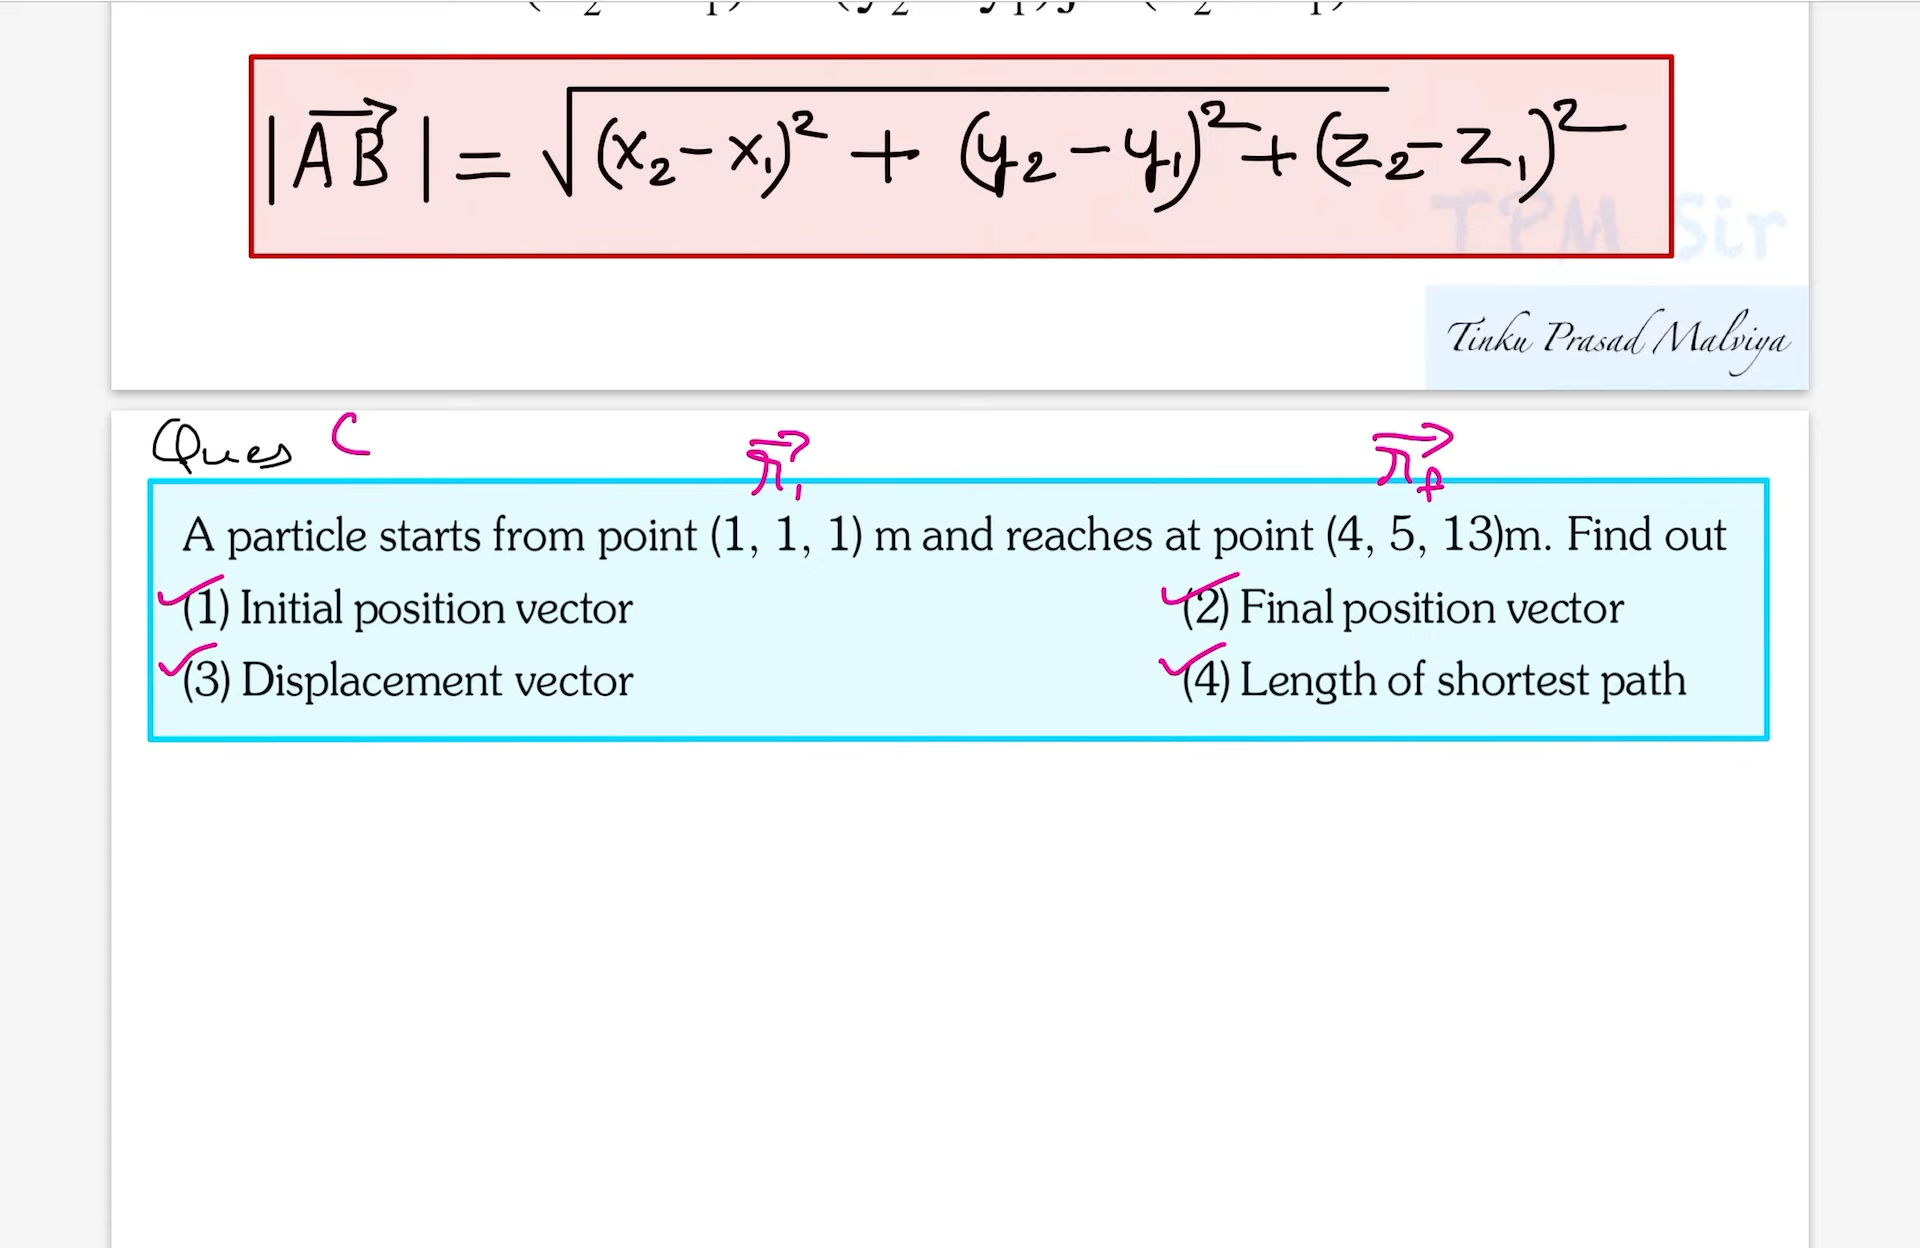 |AB→| = √(x₂-x₁)² + (y₂-y₁)² + (z₂-z₁)²
TPM Sir
Tinku Prasad Malviya
Ques C
r→ᵢ r→f
A particle starts from point (1, 1, 1) m and reaches at point (4, 5, 13)m. Find out
(1) Initial position vector (2) Final position vector
(3) Displacement vector (4) Length of shortest path